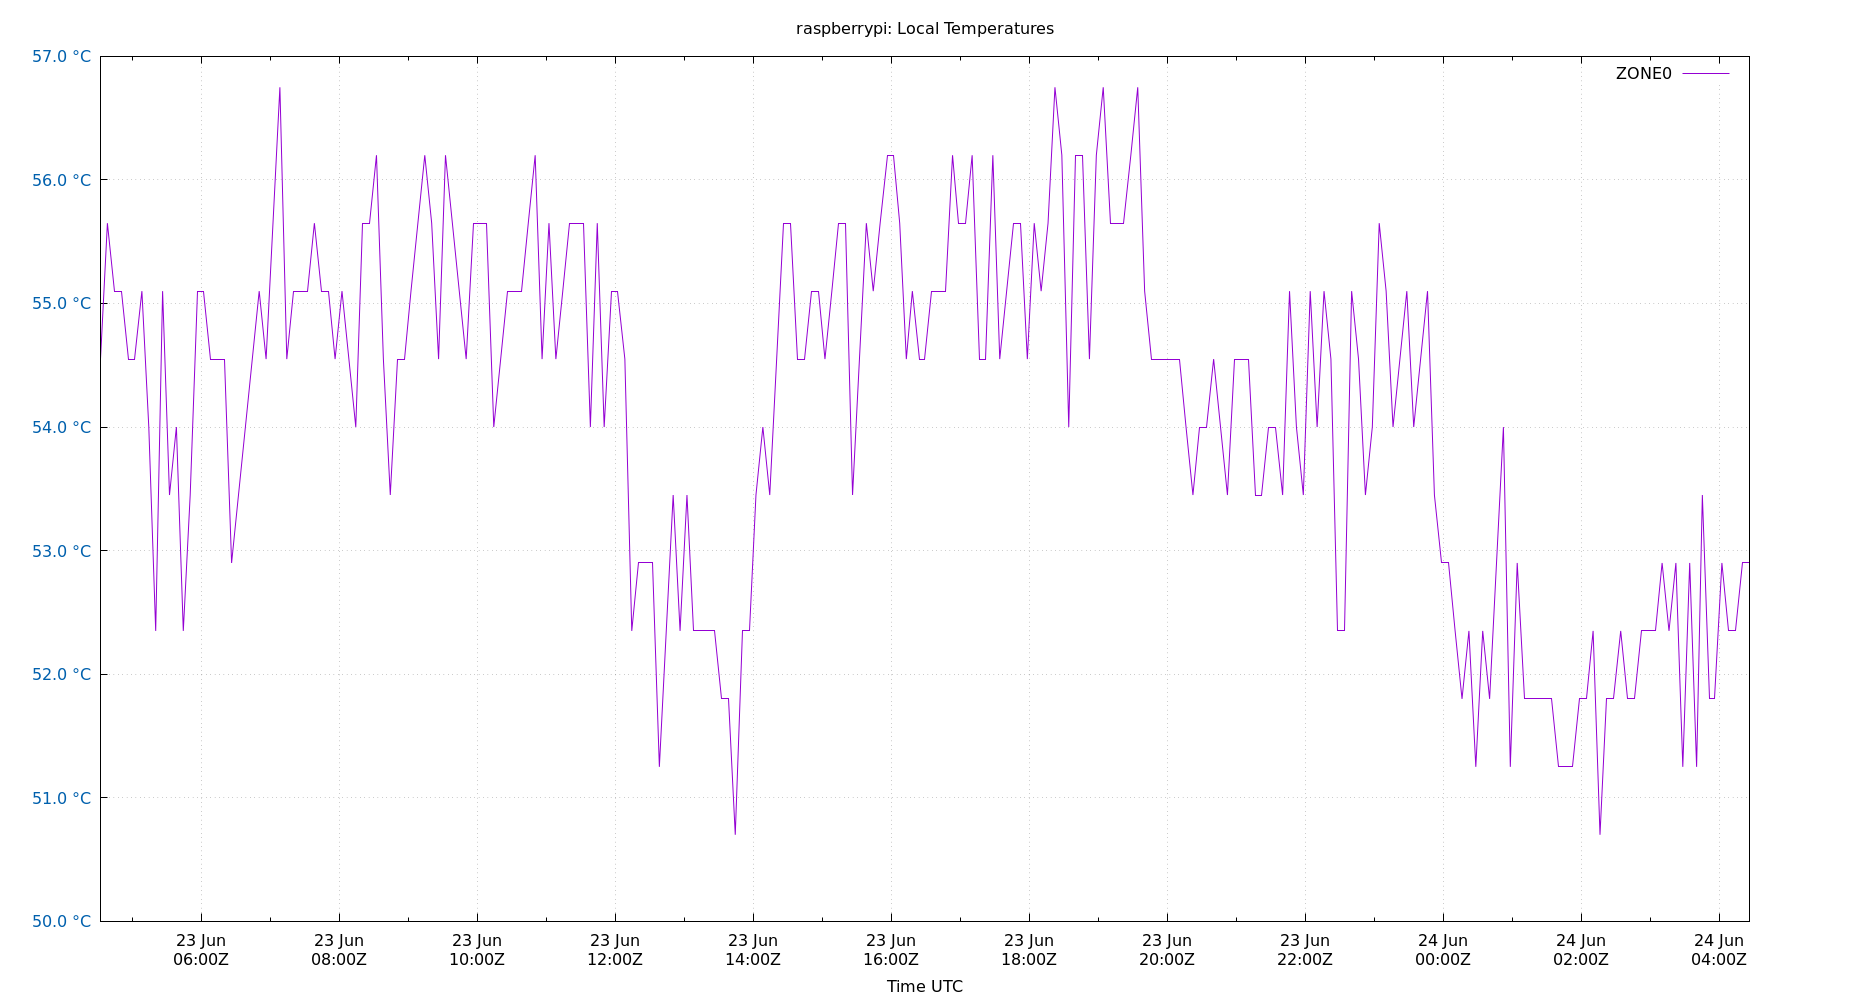 raspberrypi: Local Temperatures
57.0 °C
ZONE0
56.0 °C
55.0 °C
54.0 °C
53.0 °C
52.0 °C
51.0 °C
50.0 °C
23 Jun 23 Jun 23 Jun 23 Jun 23 Jun 23 Jun 23 Jun 23 Jun 23 Jun 24 Jun 24 Jun 24 Jun
06:00Z 08:00Z 10:00Z 12:00Z 14:00Z 16:00Z 18:00Z 20:00Z 22:00Z 00:00Z 02:00Z 04:00Z
Time UTC